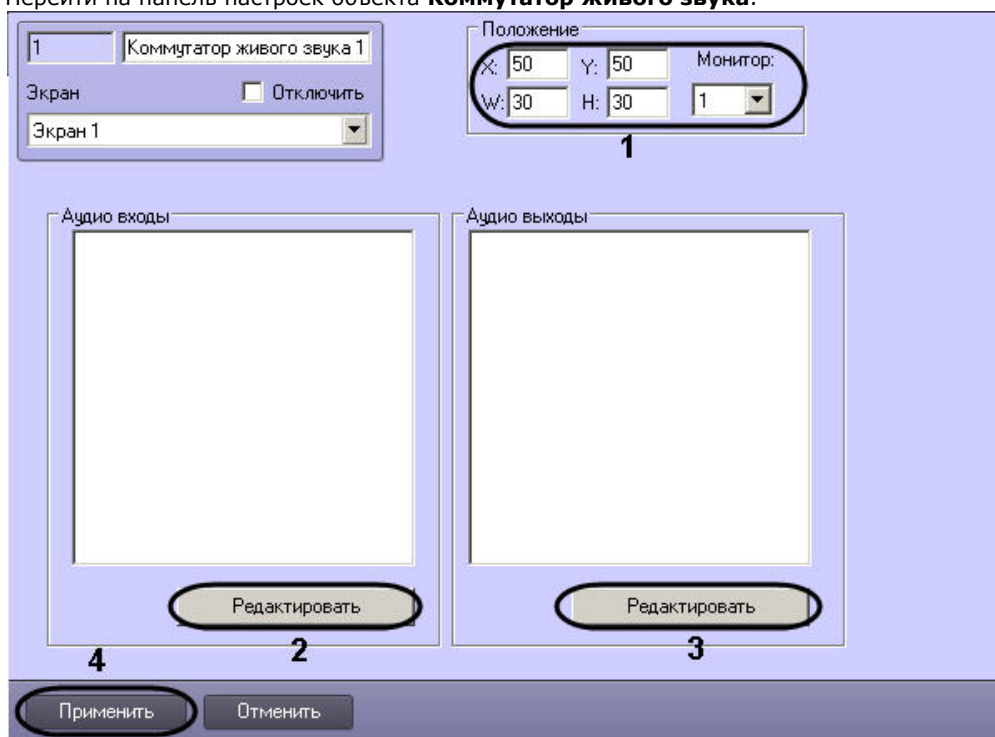 Перейти на панель настроек объекта Коммутатор живого звука.
1 Коммутатор живого звука 1
Экран Отключить
Экран 1
Положение
X: 50 Y: 50 Монитор:
W: 30 H: 30 1
1
Аудио входы Аудио выходы
Редактировать Редактировать
2 3
4
Применить Отменить